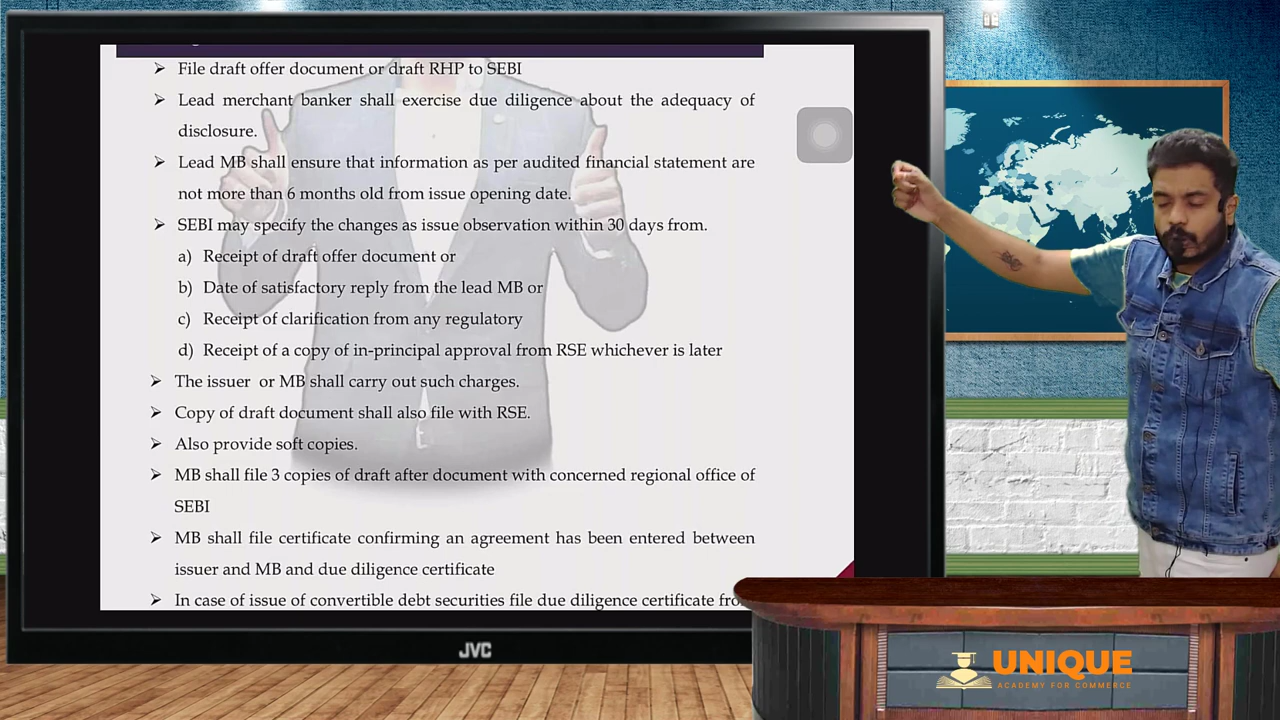 ➢ File draft offer document or draft RHP to SEBI
➢ Lead merchant banker shall exercise due diligence about the adequacy of
disclosure.
➢ Lead MB shall ensure that information as per audited financial statement are
not more than 6 months old from issue opening date.
➢ SEBI may specify the changes as issue observation within 30 days from.
a) Receipt of draft offer document or
b) Date of satisfactory reply from the lead MB or
c) Receipt of clarification from any regulatory
d) Receipt of a copy of in-principal approval from RSE whichever is later
➢ The issuer or MB shall carry out such charges.
➢ Copy of draft document shall also file with RSE.
➢ Also provide soft copies.
➢ MB shall file 3 copies of draft after document with concerned regional office of
SEBI
➢ MB shall file certificate confirming an agreement has been entered between
issuer and MB and due diligence certificate
➢ In case of issue of convertible debt securities file due diligence certificate
JVC
UNIQUE
ACADEMY FOR COMMERCE